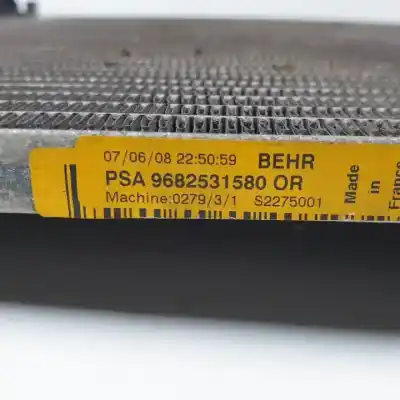 07/06/08 22:50:59 BEHR
PSA 9682531580 OR
Machine:0279/3/1 S2275001
Made
in
France